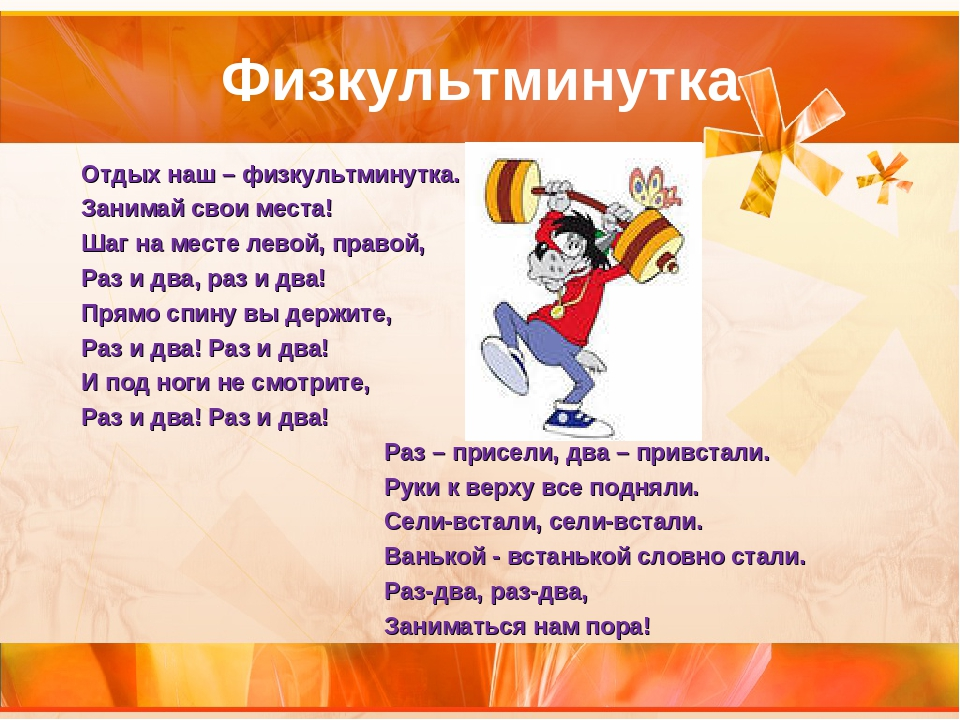 Физкультминутка
Отдых наш – физкультминутка.
Занимай свои места!
Шаг на месте левой, правой,
Раз и два, раз и два!
Прямо спину вы держите,
Раз и два! Раз и два!
И под ноги не смотрите,
Раз и два! Раз и два!
Раз – присели, два – привстали.
Руки к верху все подняли.
Сели-встали, сели-встали.
Ванькой - встанькой словно стали.
Раз-два, раз-два,
Заниматься нам пора!